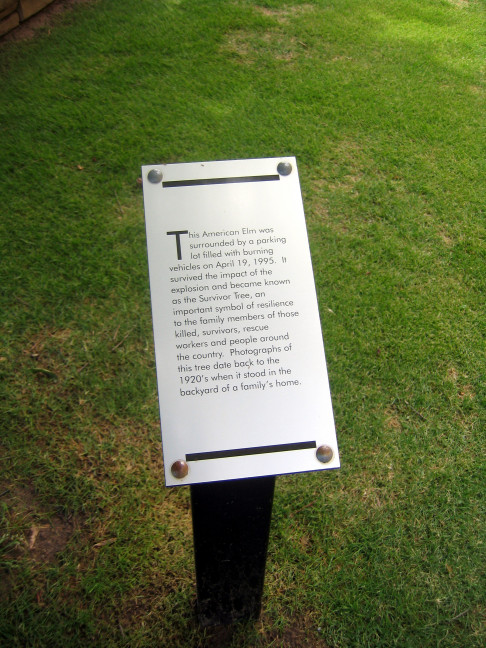 This American Elm was
surrounded by a parking
lot filled with burning
vehicles on April 19, 1995. It
survived the impact of the
explosion and became known
as the Survivor Tree, an
important symbol of resilience
to the family members of those
killed, survivors, rescue
workers and people around
the country. Photographs of
this tree date back to the
1920's when it stood in the
backyard of a family's home.